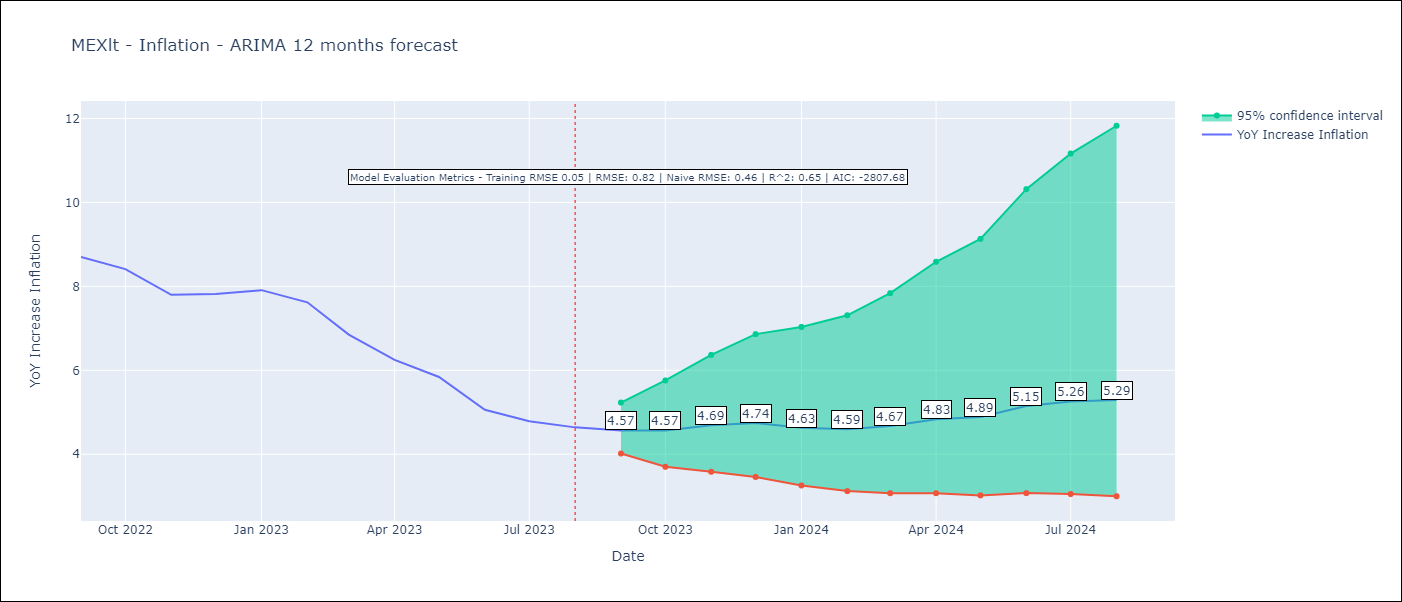 MEXlt - Inflation - ARIMA 12 months forecast
95% confidence interval
YoY Increase Inflation
Model Evaluation Metrics - Training RMSE 0.05 | RMSE: 0.82 | Naive RMSE: 0.46 | R^2: 0.65 | AIC: -2807.68
YoY Increase Inflation
12
10
8
6
4
4.57
4.57
4.69
4.74
4.63
4.59
4.67
4.83
4.89
5.15
5.26
5.29
Oct 2022
Jan 2023
Apr 2023
Jul 2023
Oct 2023
Jan 2024
Apr 2024
Jul 2024
Date